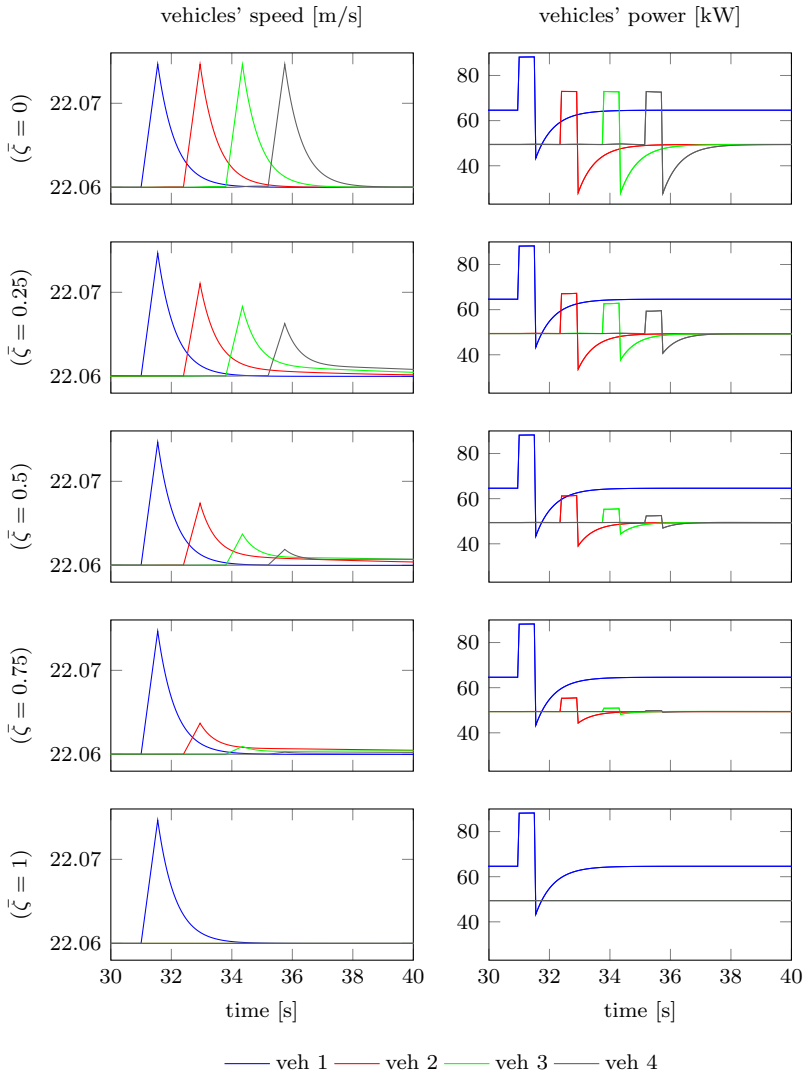 vehicles' speed [m/s]
vehicles' power [kW]
(ζ̄ = 0)
22.07
22.06
80
60
40
(ζ̄ = 0.25)
22.07
22.06
80
60
40
(ζ̄ = 0.5)
22.07
22.06
80
60
40
(ζ̄ = 0.75)
22.07
22.06
80
60
40
(ζ̄ = 1)
22.07
22.06
80
60
40
30 32 34 36 38 40
30 32 34 36 38 40
time [s]
time [s]
veh 1 veh 2 veh 3 veh 4